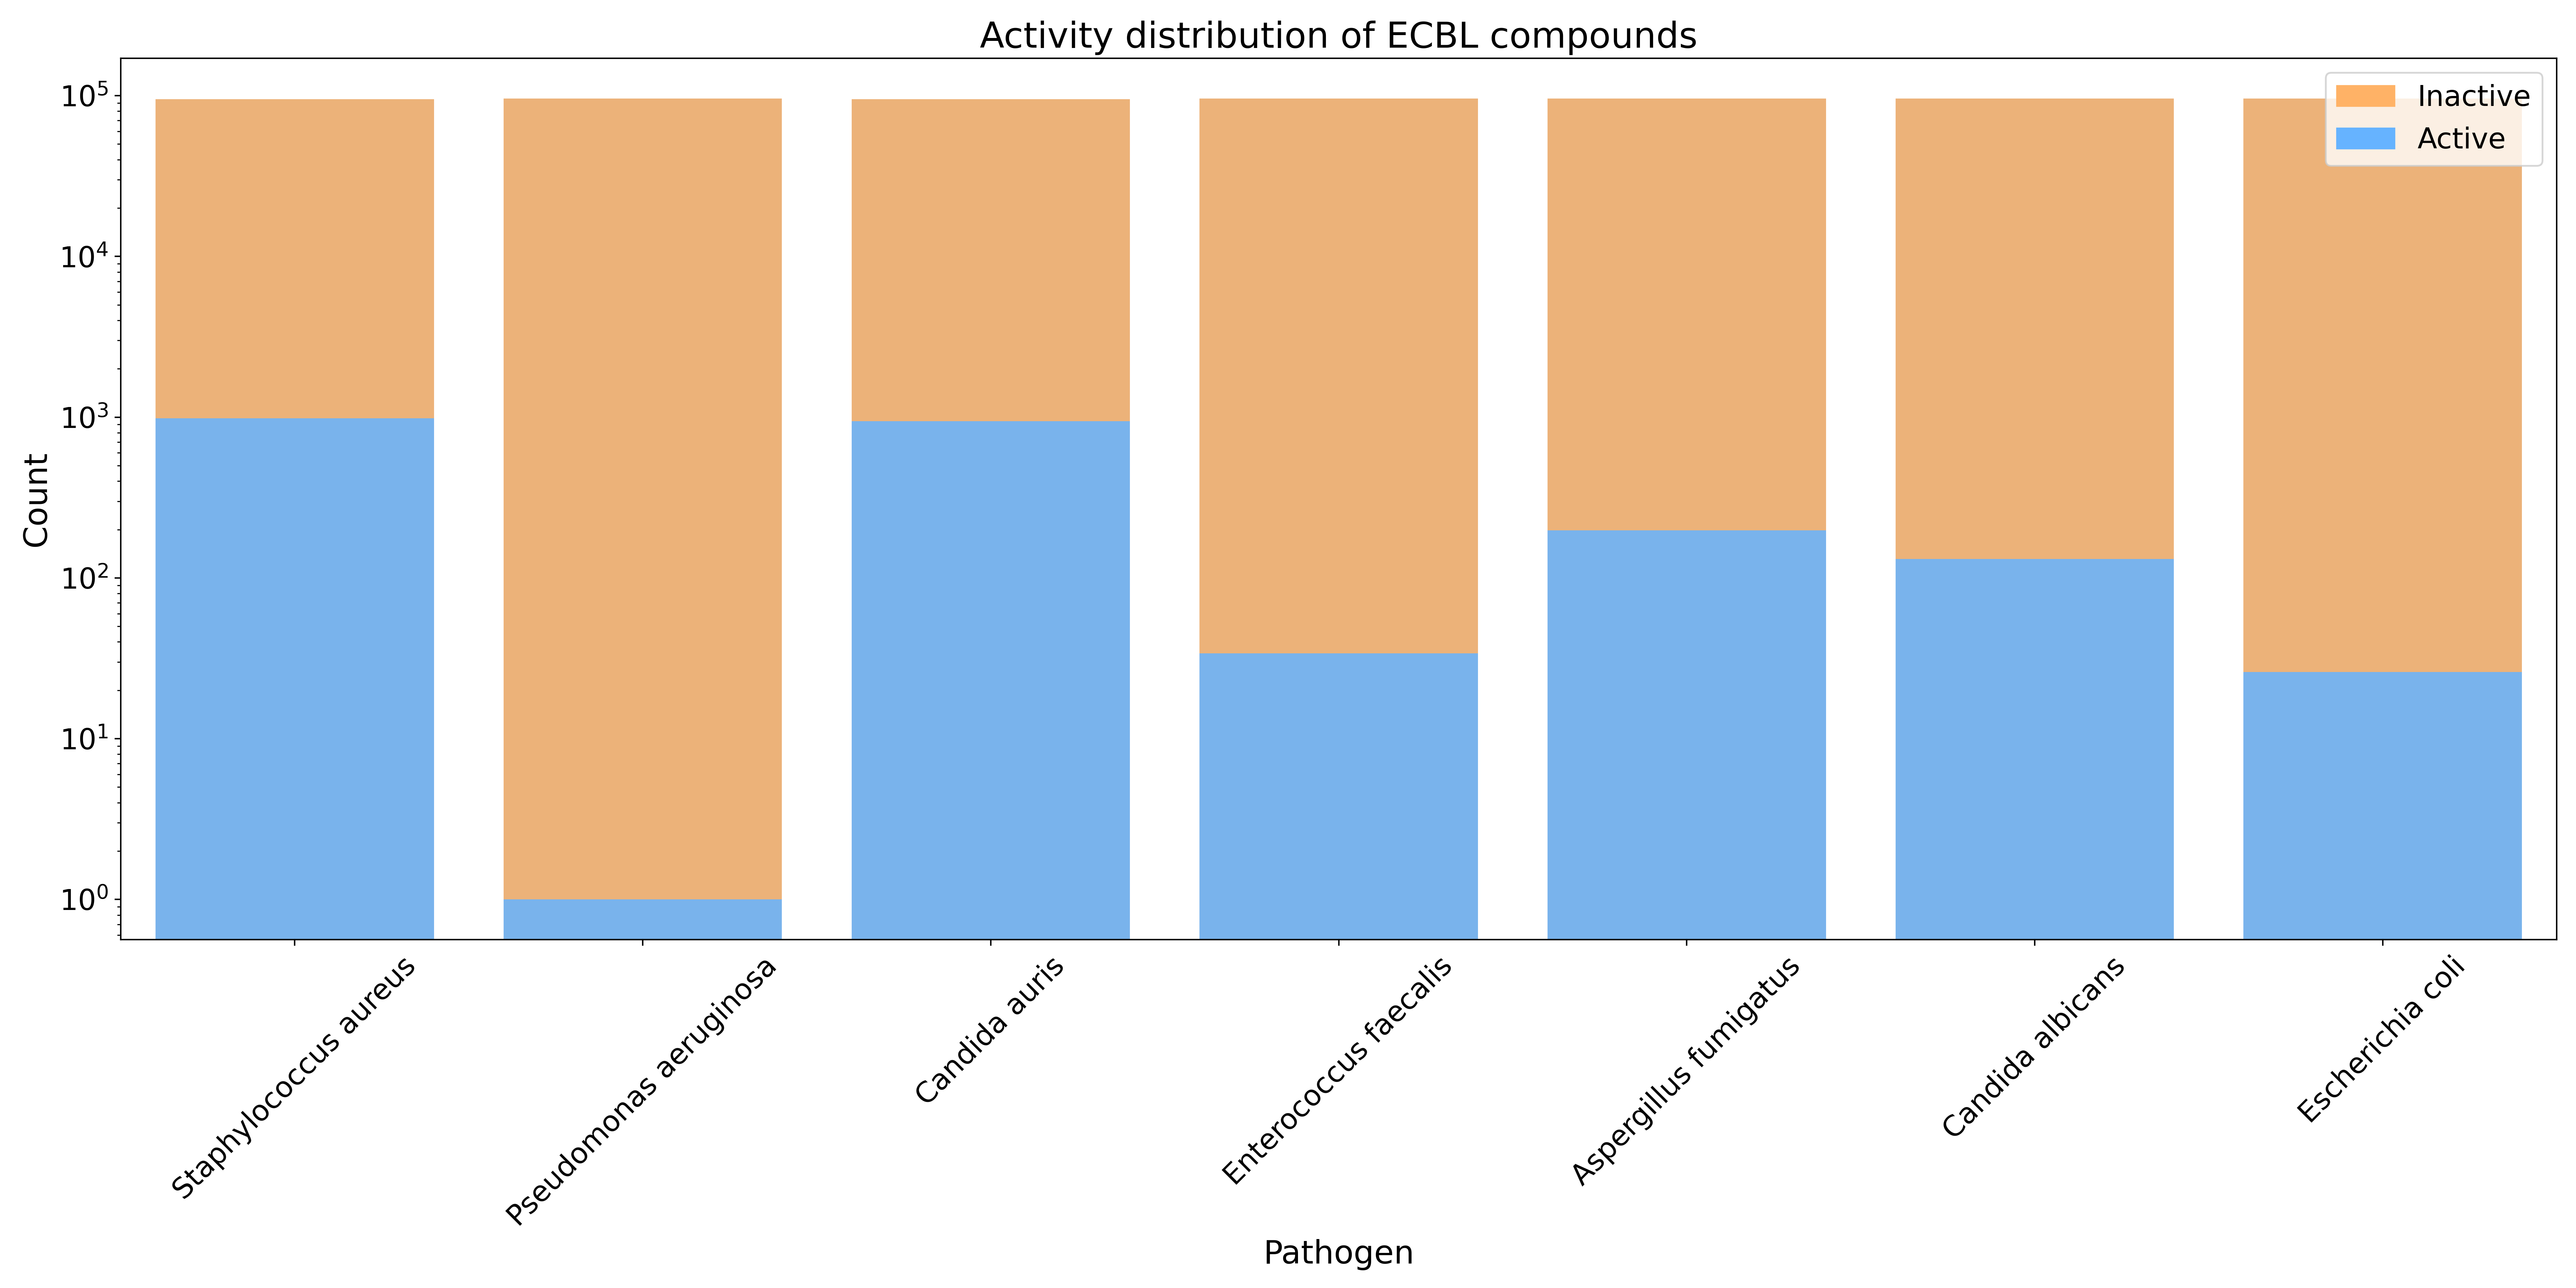 Activity distribution of ECBL compounds
Inactive
Active
Count
10⁵
10⁴
10³
10²
10¹
10⁰
Staphylococcus aureus
Pseudomonas aeruginosa
Candida auris
Enterococcus faecalis
Aspergillus fumigatus
Candida albicans
Escherichia coli
Pathogen